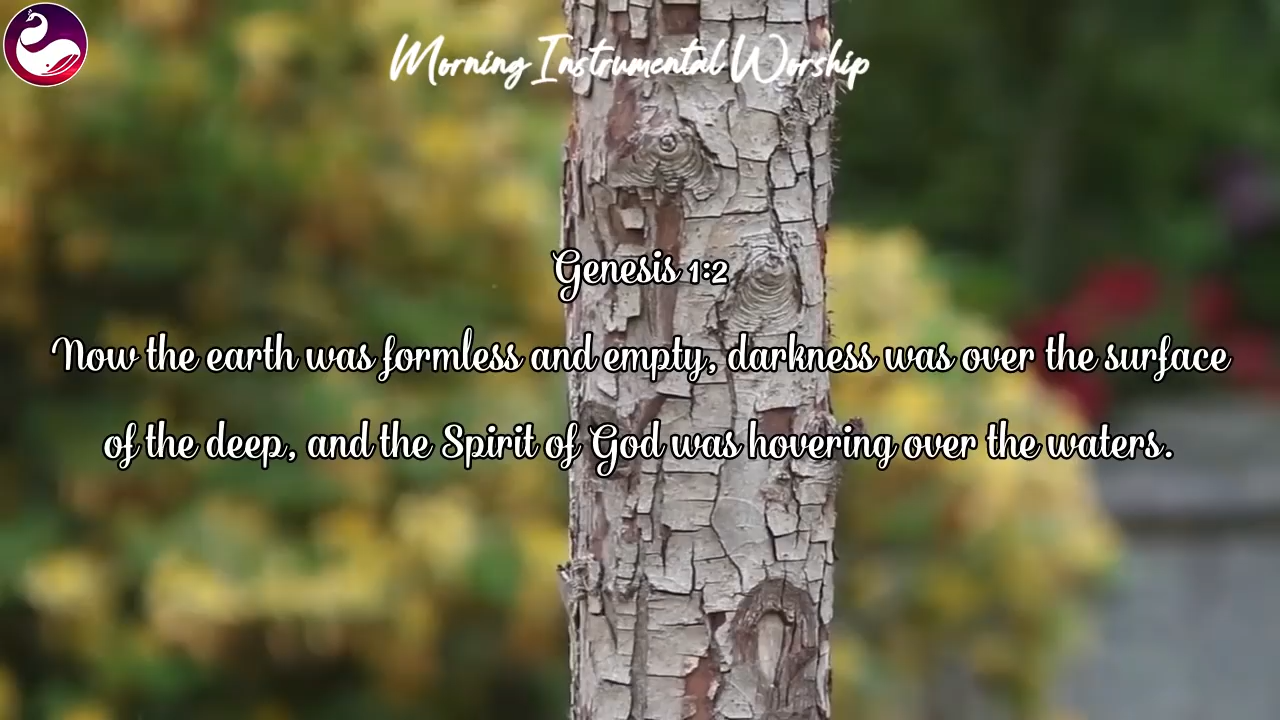 Morning Instrumental Worship
Genesis 1:2
Now the earth was formless and empty, darkness was over the surface
of the deep, and the Spirit of God was hovering over the waters.